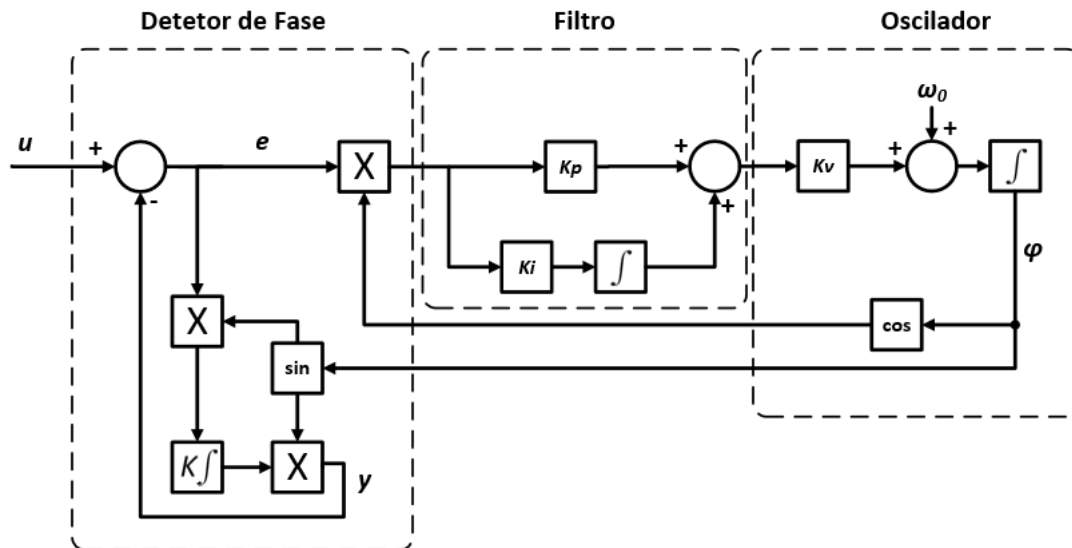 Detetor de Fase
Filtro
Oscilador
ω0
u
+
-
e
X
Kp
+
+
Kv
+
+
∫
Ki
∫
φ
X
cos
sin
K∫
X
y